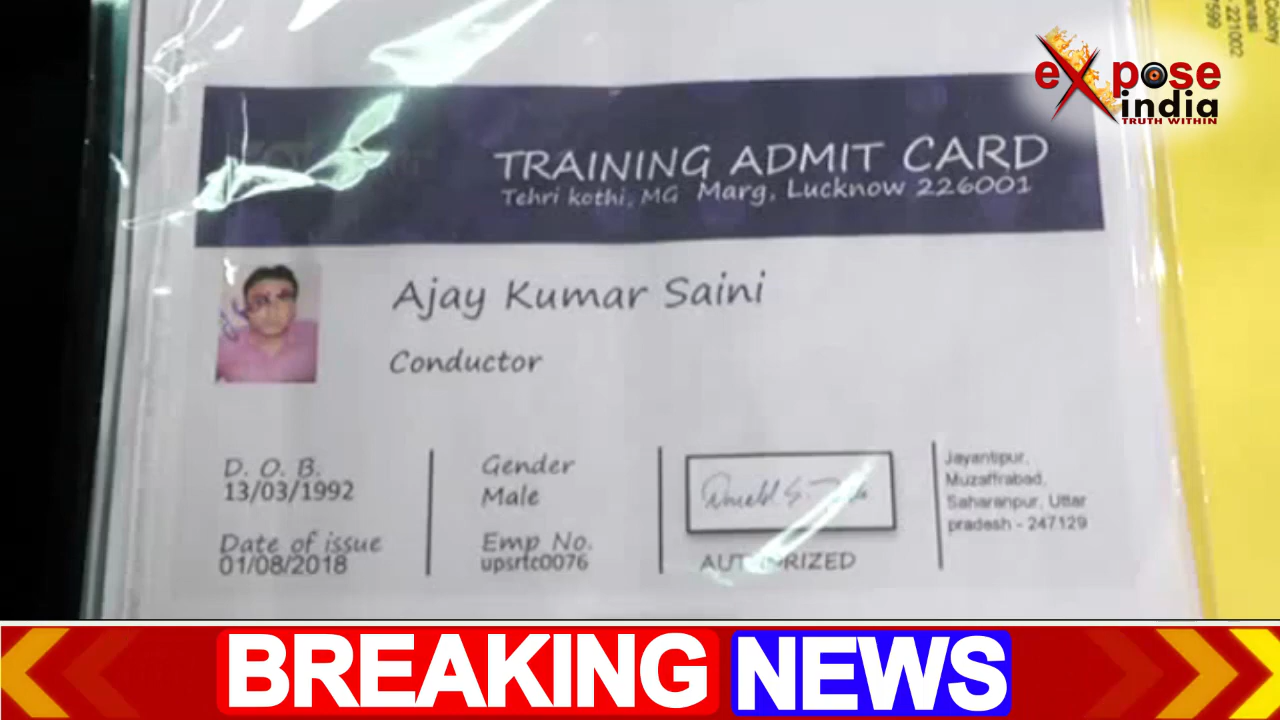 expose
india
TRUTH WITHIN
221002
TRAINING ADMIT CARD
Tehri kothi, MG Marg, Lucknow 226001
Ajay Kumar Saini
Conductor
D. O. B.
13/03/1992
Date of issue
01/08/2018
Gender
Male
Emp No.
upsrtc0076
AUTHORIZED
Jayantipur,
Muzaffrabad,
Saharanpur, Uttar
pradesh - 247129
BREAKING NEWS